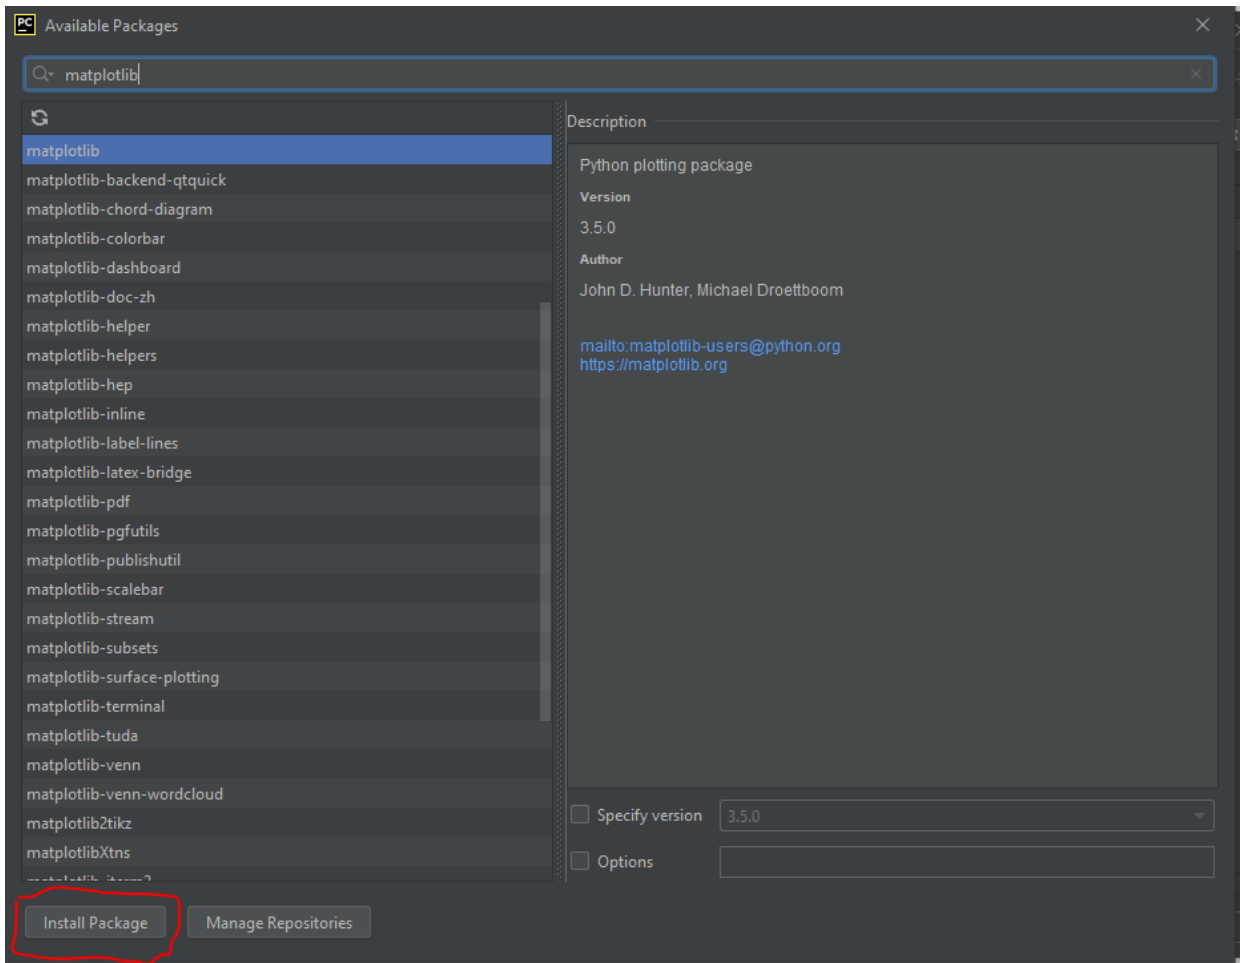 PC Available Packages
matplotlib
Description
matplotlib
matplotlib-backend-qtquick
matplotlib-chord-diagram
matplotlib-colorbar
matplotlib-dashboard
matplotlib-doc-zh
matplotlib-helper
matplotlib-helpers
matplotlib-hep
matplotlib-inline
matplotlib-label-lines
matplotlib-latex-bridge
matplotlib-pdf
matplotlib-pgfutils
matplotlib-publishutil
matplotlib-scalebar
matplotlib-stream
matplotlib-subsets
matplotlib-surface-plotting
matplotlib-terminal
matplotlib-tuda
matplotlib-venn
matplotlib-venn-wordcloud
matplotlib2tikz
matplotlibXtns
Python plotting package
Version
3.5.0
Author
John D. Hunter, Michael Droettboom
mailto:matplotlib-users@python.org
https://matplotlib.org
Specify version 3.5.0
Options
Install Package Manage Repositories